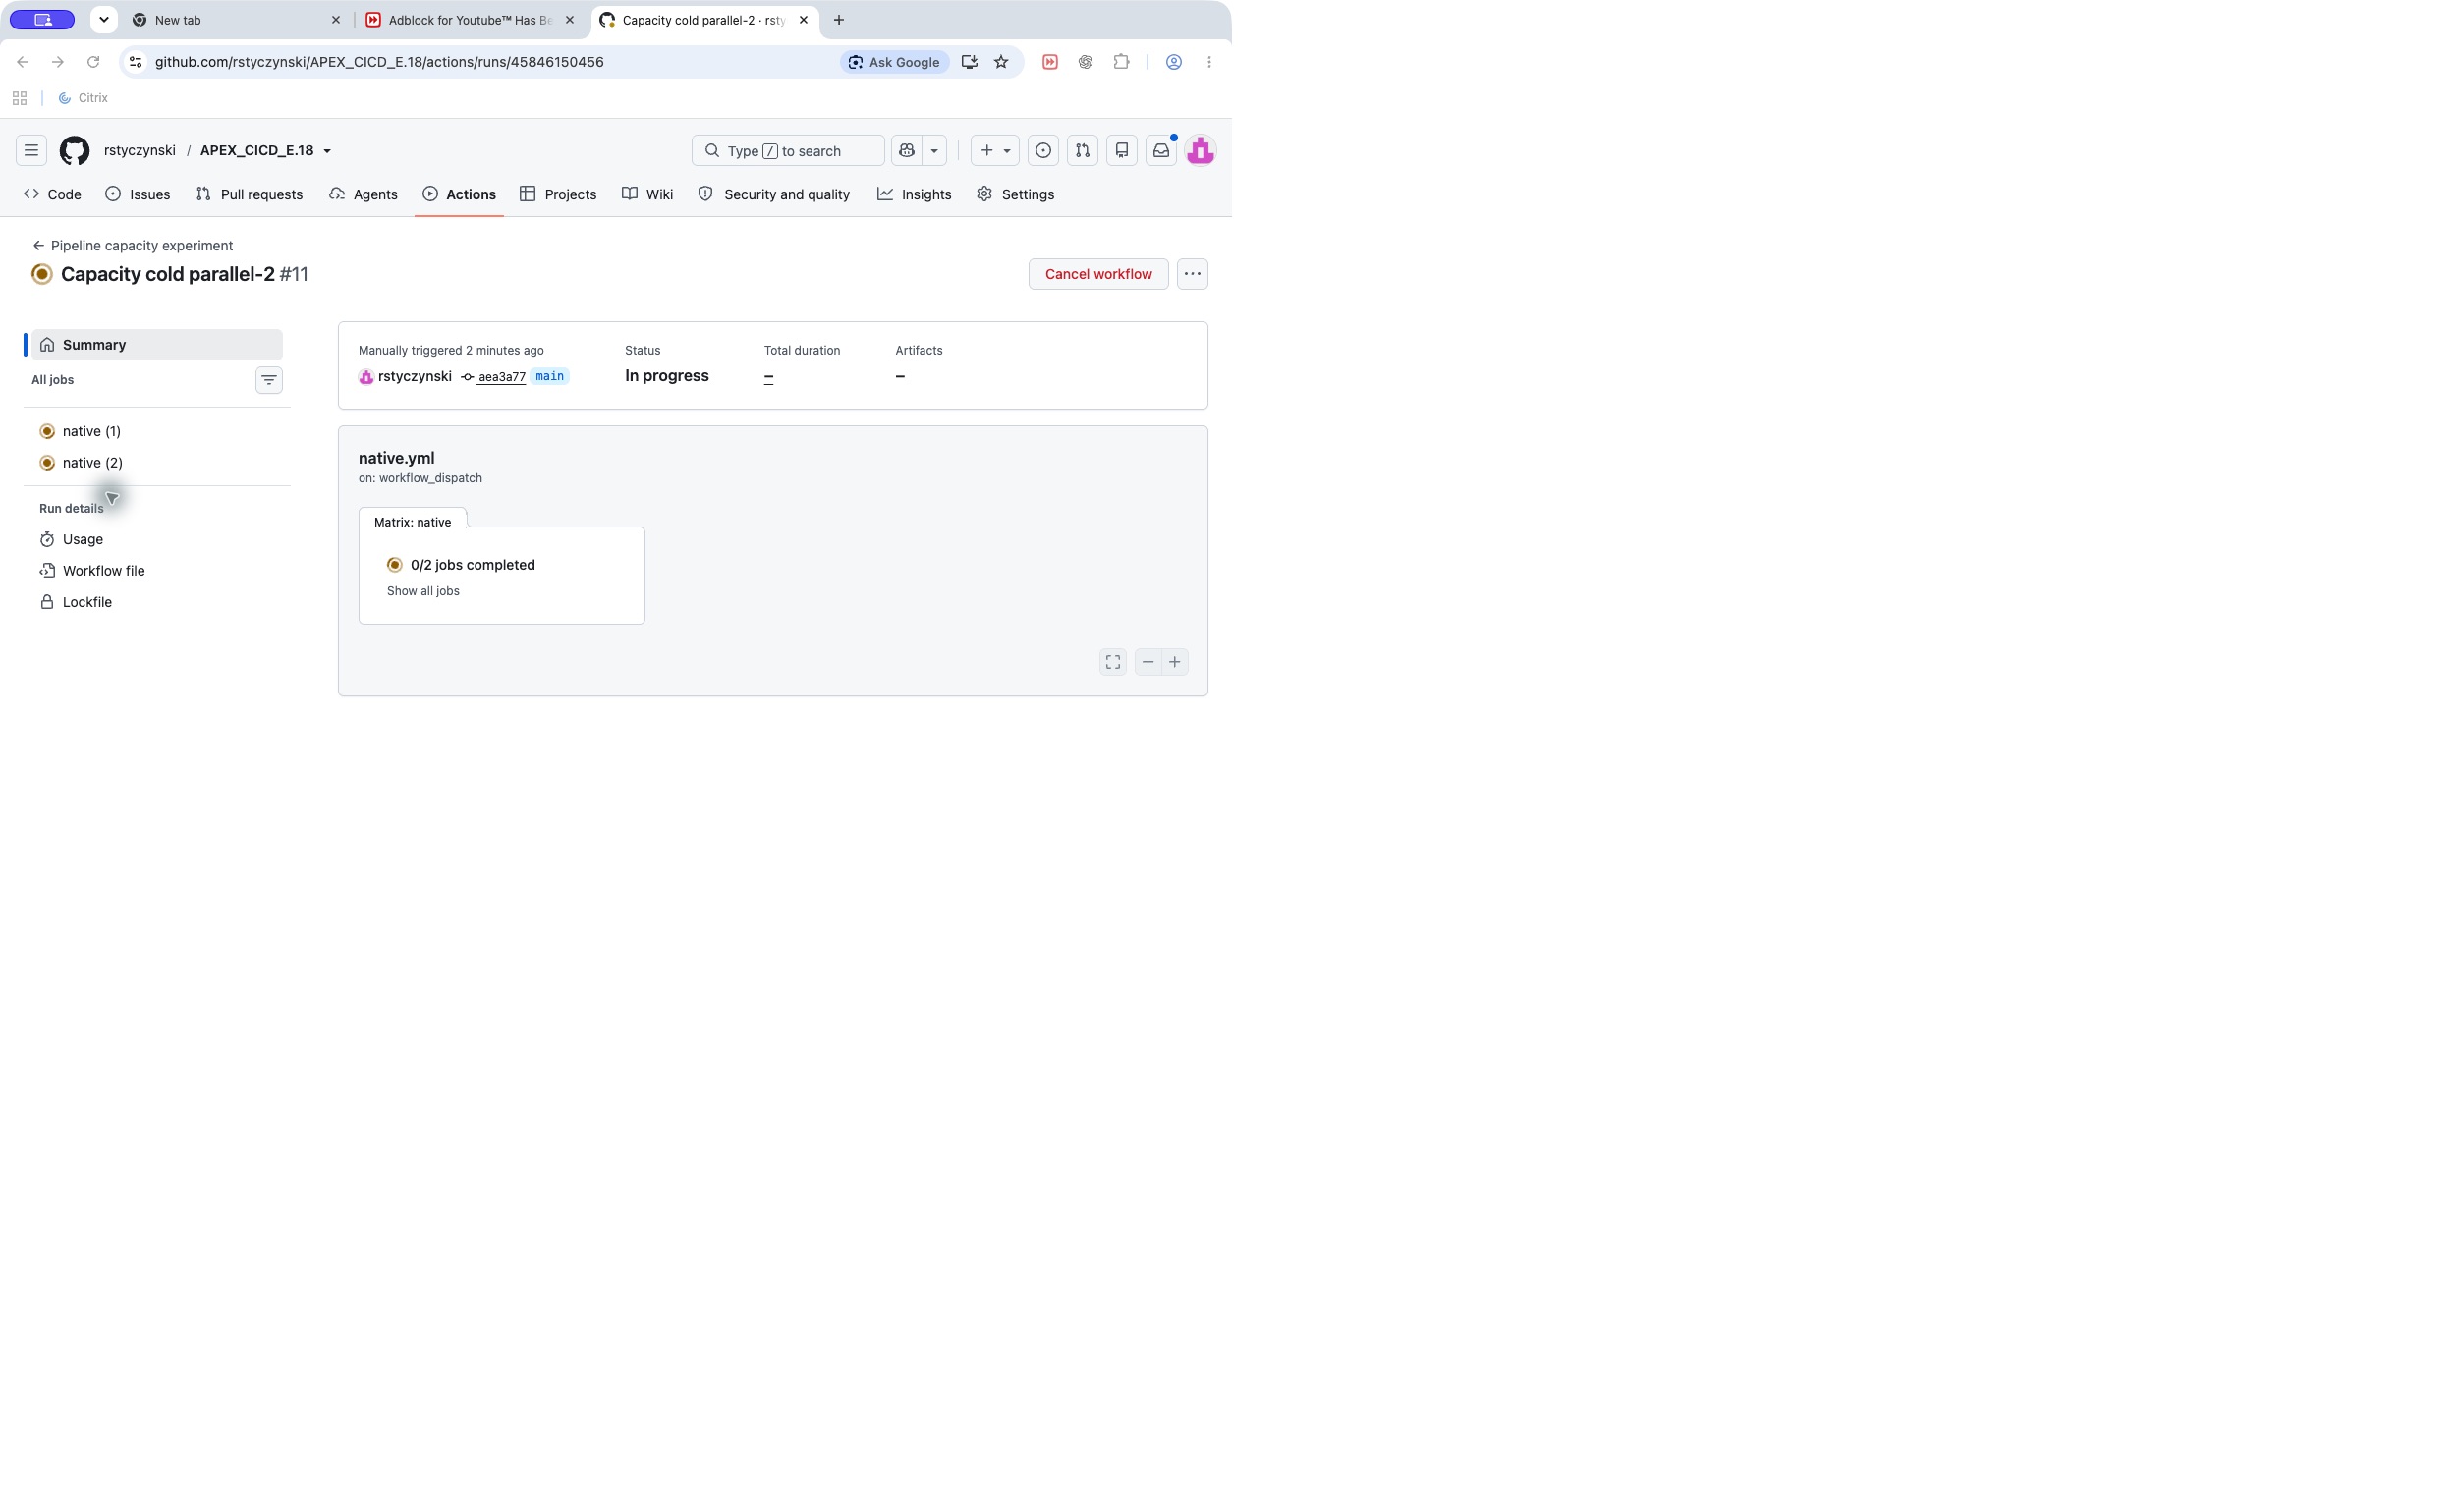 New tab
Adblock for Youtube™ Has Be
Capacity cold parallel-2 · rsty
github.com/rstyczynski/APEX_CICD_E.18/actions/runs/45846150456
Ask Google
Citrix
rstyczynski / APEX_CICD_E.18
Type / to search
Code
Issues
Pull requests
Agents
Actions
Projects
Wiki
Security and quality
Insights
Settings
Pipeline capacity experiment
Capacity cold parallel-2 #11
Cancel workflow
Summary
All jobs
native (1)
native (2)
Run details
Usage
Workflow file
Lockfile
Manually triggered 2 minutes ago
rstyczynski aea3a77 main
Status
In progress
Total duration
–
Artifacts
–
native.yml
on: workflow_dispatch
Matrix: native
0/2 jobs completed
Show all jobs